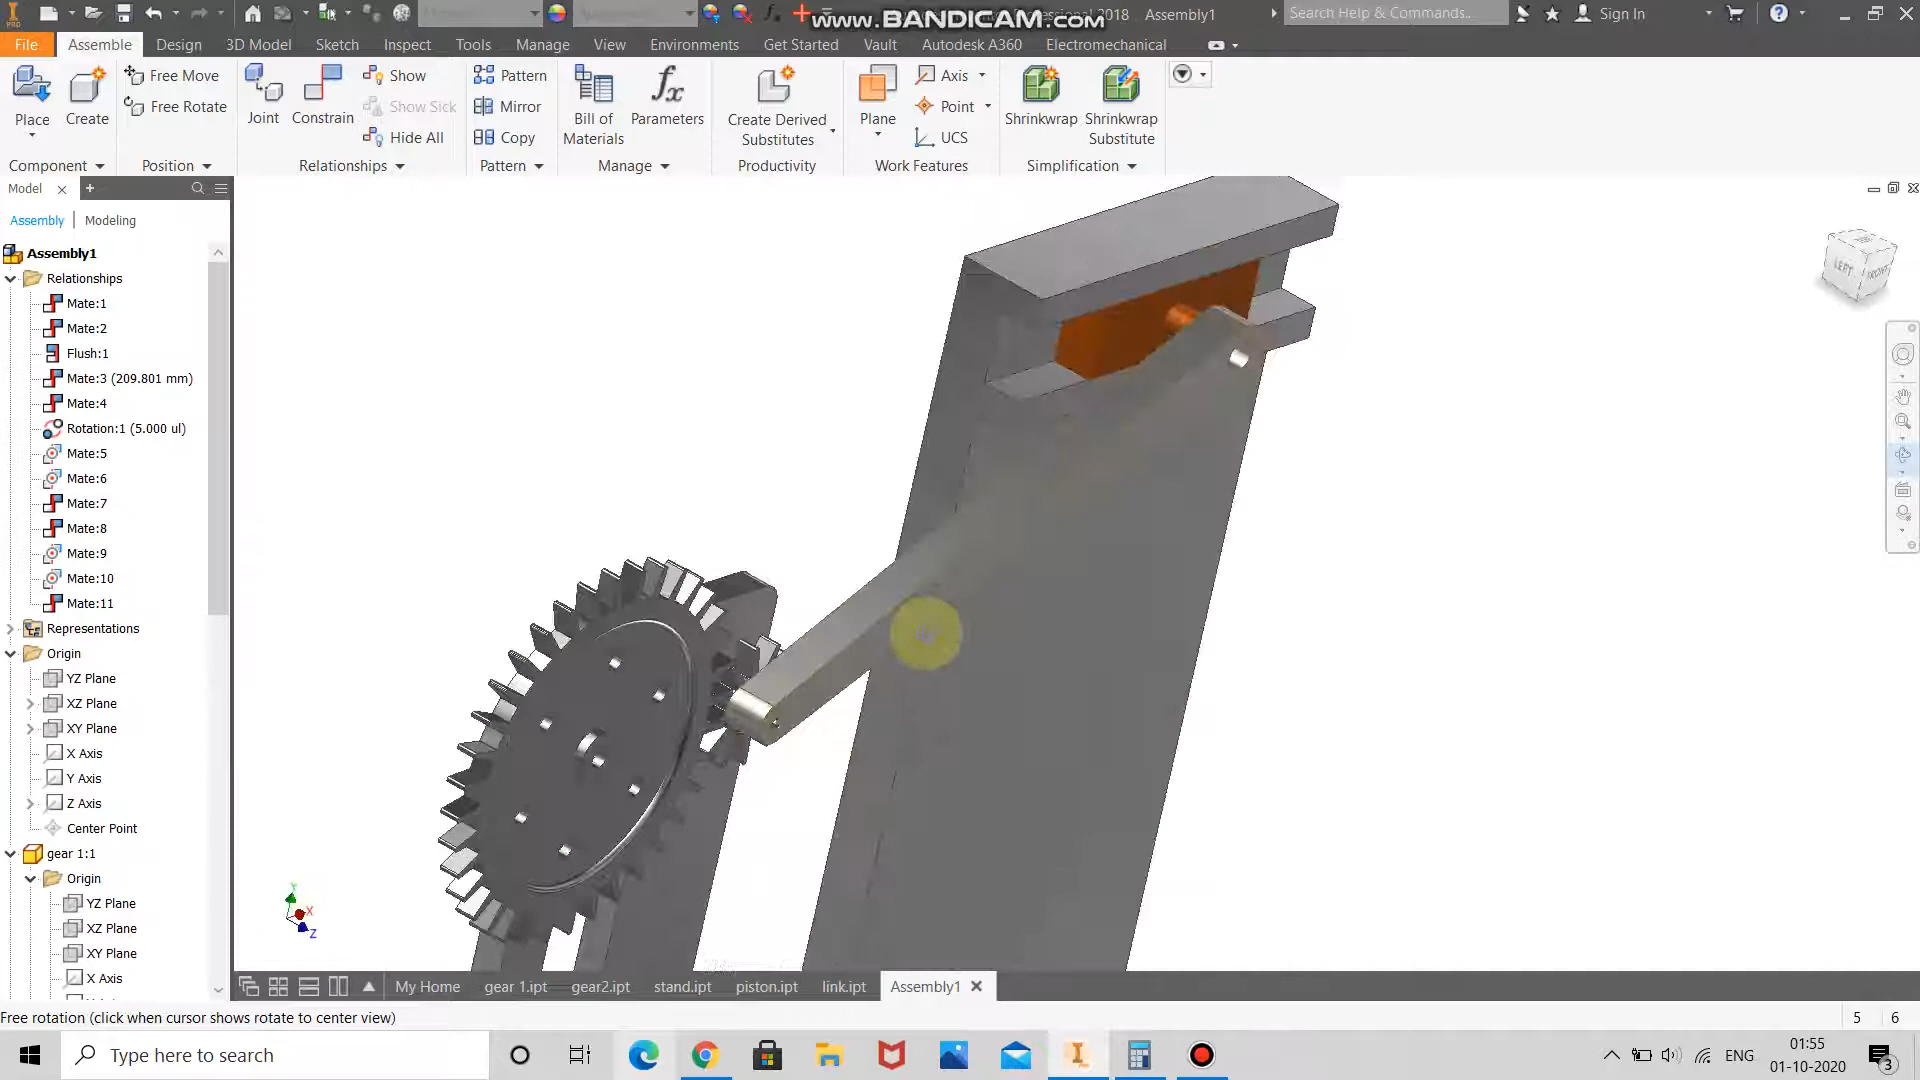 www.BANDICAM.com
2018 Assembly1
Search Help & Commands...
Sign In
File Assemble Design 3D Model Sketch Inspect Tools Manage View Environments Get Started Vault Autodesk A360 Electromechanical
Place
Create
Free Move
Free Rotate
Joint
Constrain
Show
Show Sick
Hide All
Pattern
Mirror
Copy
Bill of
Materials
Parameters
Create Derived
Substitutes
Plane
Axis
Point
UCS
Shrinkwrap
Shrinkwrap
Substitute
Component Position Relationships Pattern Manage Productivity Work Features Simplification
Model
Assembly Modeling
Assembly1
Relationships
Mate:1
Mate:2
Flush:1
Mate:3 (209.801 mm)
Mate:4
Rotation:1 (5.000 ul)
Mate:5
Mate:6
Mate:7
Mate:8
Mate:9
Mate:10
Mate:11
Representations
Origin
YZ Plane
XZ Plane
XY Plane
X Axis
Y Axis
Z Axis
Center Point
gear 1:1
Origin
YZ Plane
XZ Plane
XY Plane
X Axis
LEFT FRONT
Y
X
Z
My Home gear 1.ipt gear2.ipt stand.ipt piston.ipt link.ipt Assembly1
Free rotation (click when cursor shows rotate to center view)
5 6
Type here to search
ENG
01:55
01-10-2020
3